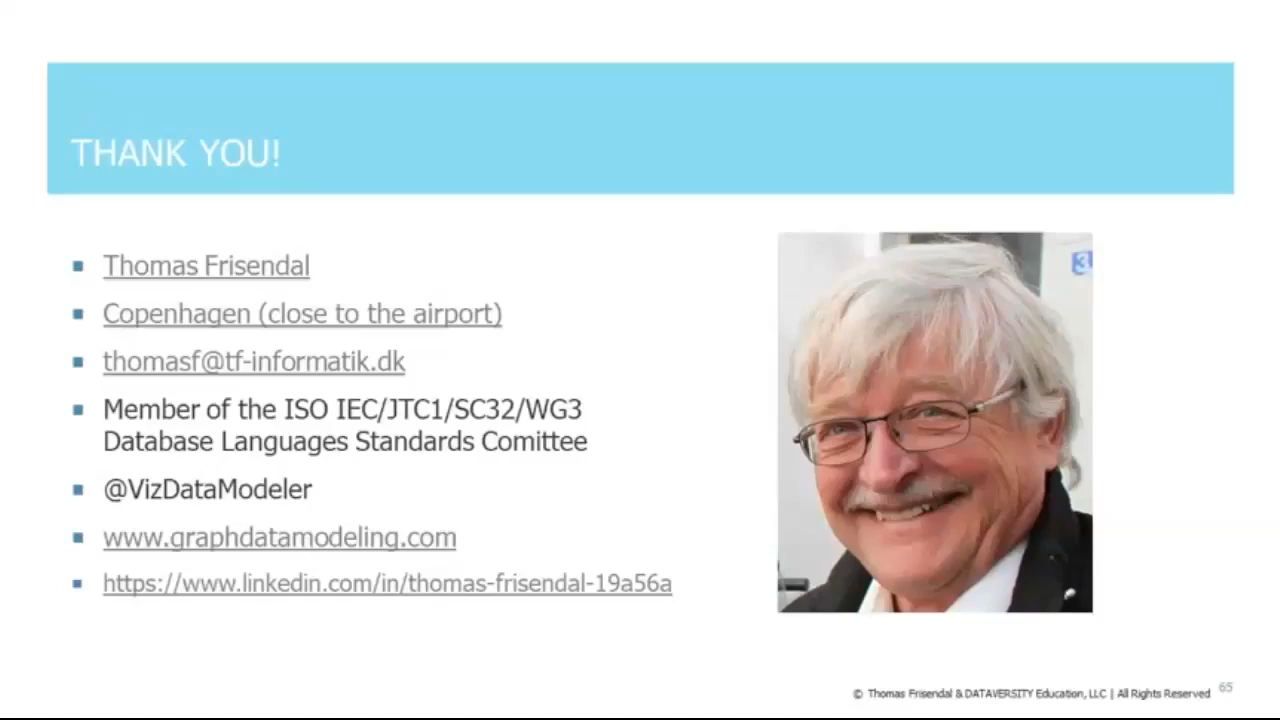 THANK YOU!
Thomas Frisendal
Copenhagen (close to the airport)
thomasf@tf-informatik.dk
Member of the ISO IEC/JTC1/SC32/WG3
Database Languages Standards Comittee
@VizDataModeler
www.graphdatamodeling.com
https://www.linkedin.com/in/thomas-frisendal-19a56a
3
© Thomas Frisendal & DATAVERSITY Education, LLC | All Rights Reserved
65